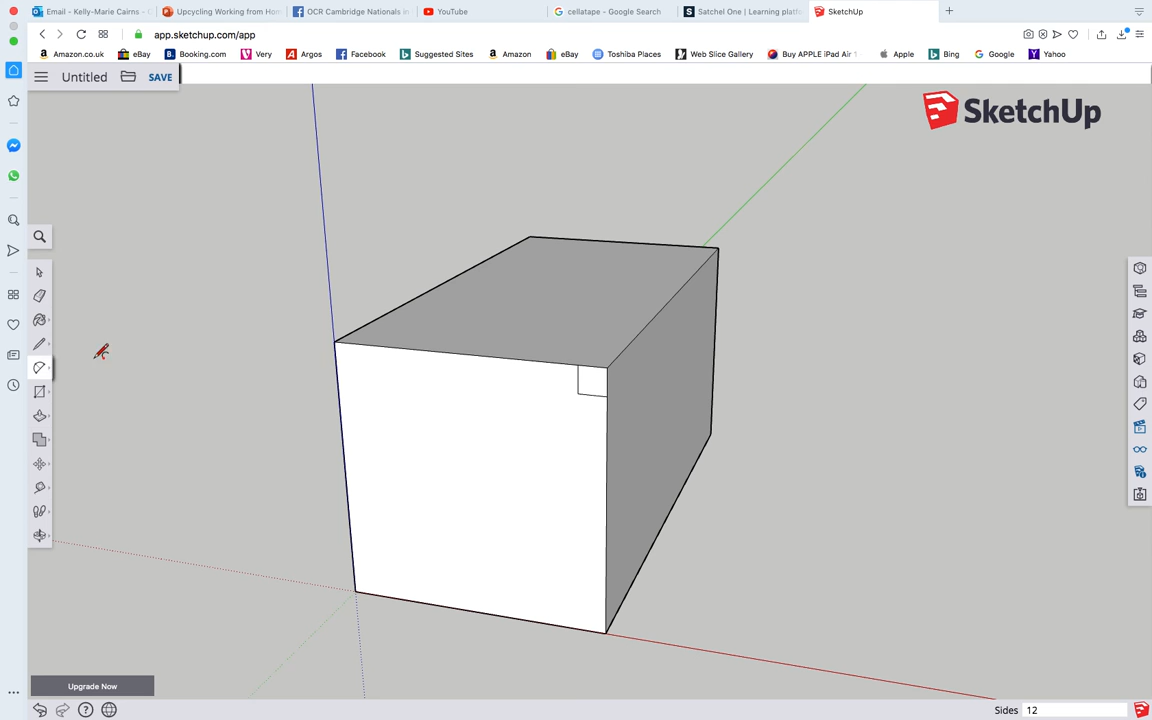 Email - Kelly-Marie Cairns - C
Upcycling Working from Hom
OCR Cambridge Nationals in
YouTube
cellatape - Google Search
Satchel One | Learning platf
SketchUp
app.sketchup.com/app
Amazon.co.uk
eBay
Booking.com
Very
Argos
Facebook
Suggested Sites
Amazon
eBay
Toshiba Places
Web Slice Gallery
Buy APPLE iPad Air 1
Apple
Bing
Google
Yahoo
Untitled
SAVE
SketchUp
Upgrade Now
Sides 12